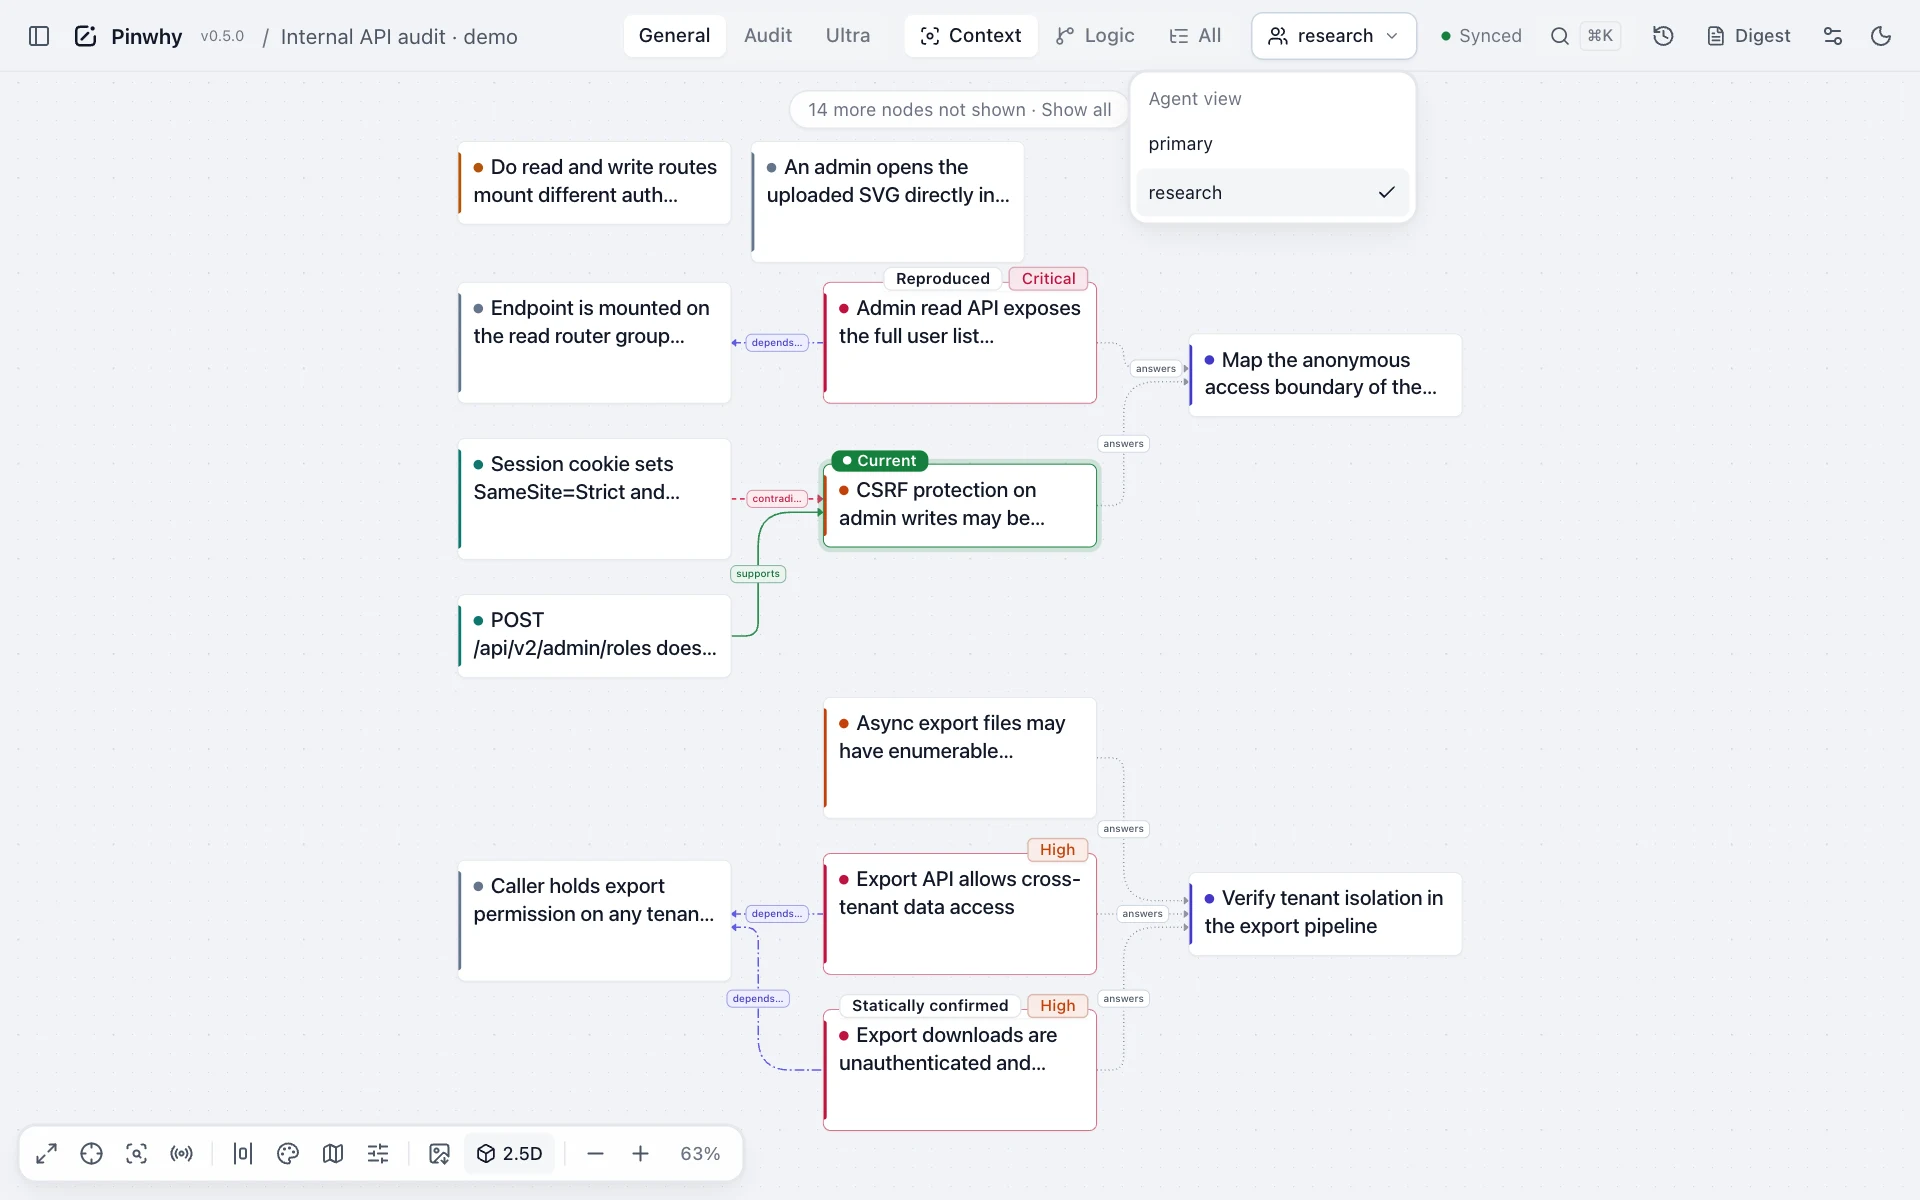 Pinwhy v0.5.0 / Internal API audit · demo
General Audit Ultra
Context Logic All
research
Synced
⌘K
Digest
Agent view
primary
research
14 more nodes not shown · Show all
Do read and write routes
mount different auth...
An admin opens the
uploaded SVG directly in...
Endpoint is mounted on
the read router group...
depends...
Reproduced
Critical
Admin read API exposes
the full user list...
answers
Map the anonymous
access boundary of the...
answers
Session cookie sets
SameSite=Strict and...
contradi...
Current
CSRF protection on
admin writes may be...
supports
POST
/api/v2/admin/roles does...
Async export files may
have enumerable...
answers
Caller holds export
permission on any tenan...
depends...
High
Export API allows cross-
tenant data access
answers
Verify tenant isolation in
the export pipeline
depends...
Statically confirmed
High
Export downloads are
unauthenticated and...
answers
2.5D
63%